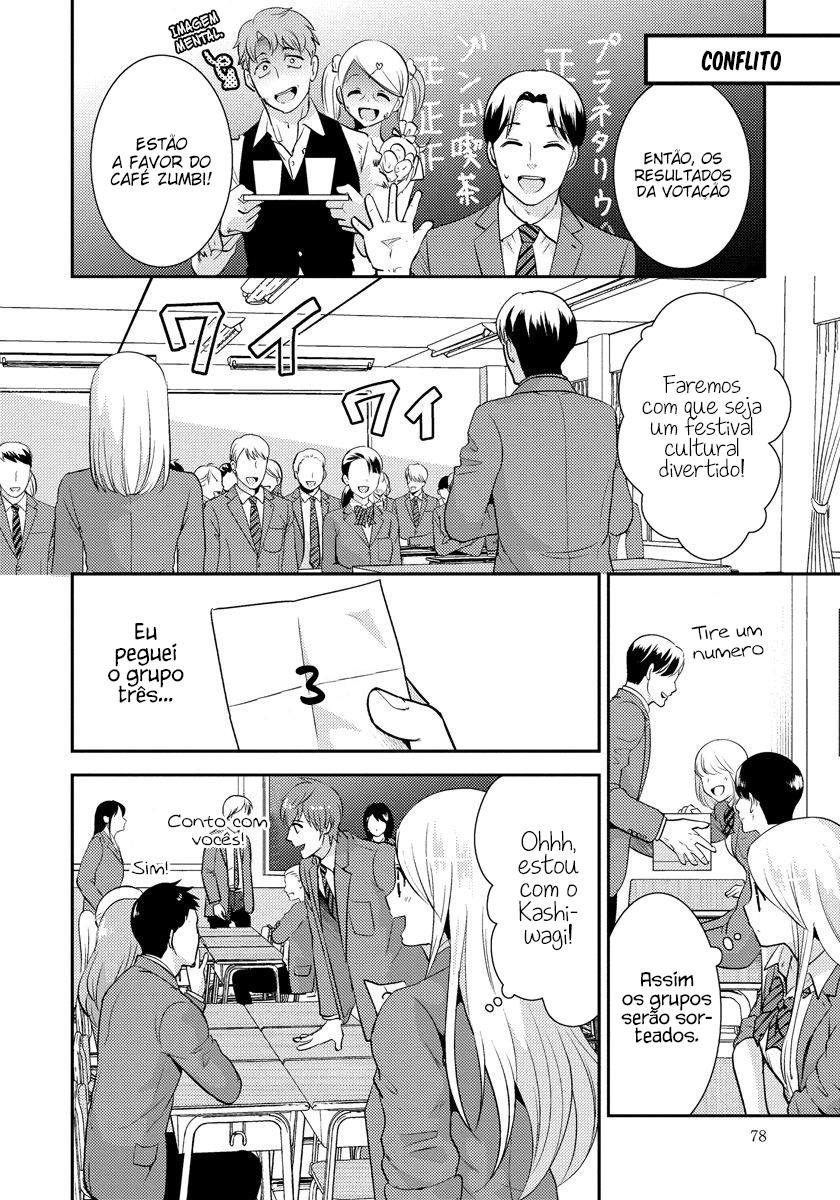 CONFLITO
ENTÃO, OS
RESULTADOS
DA VOTAÇÃO
プラネタリウム
正
ゾンビ喫茶
正正正
IMAGEM
MENTAL.
ESTÃO
A FAVOR DO
CAFÉ ZUMBI!
Faremos
com que seja
um festival
cultural
divertido!
ワイ
ワイ
Tire um
numero
Assim
os grupos
serão sor-
teados.
Eu
peguei
o grupo
três...
3
Ohhh,
estou
com o
Kashi-
wagi!
Conto com
vocês!
Sim!
78